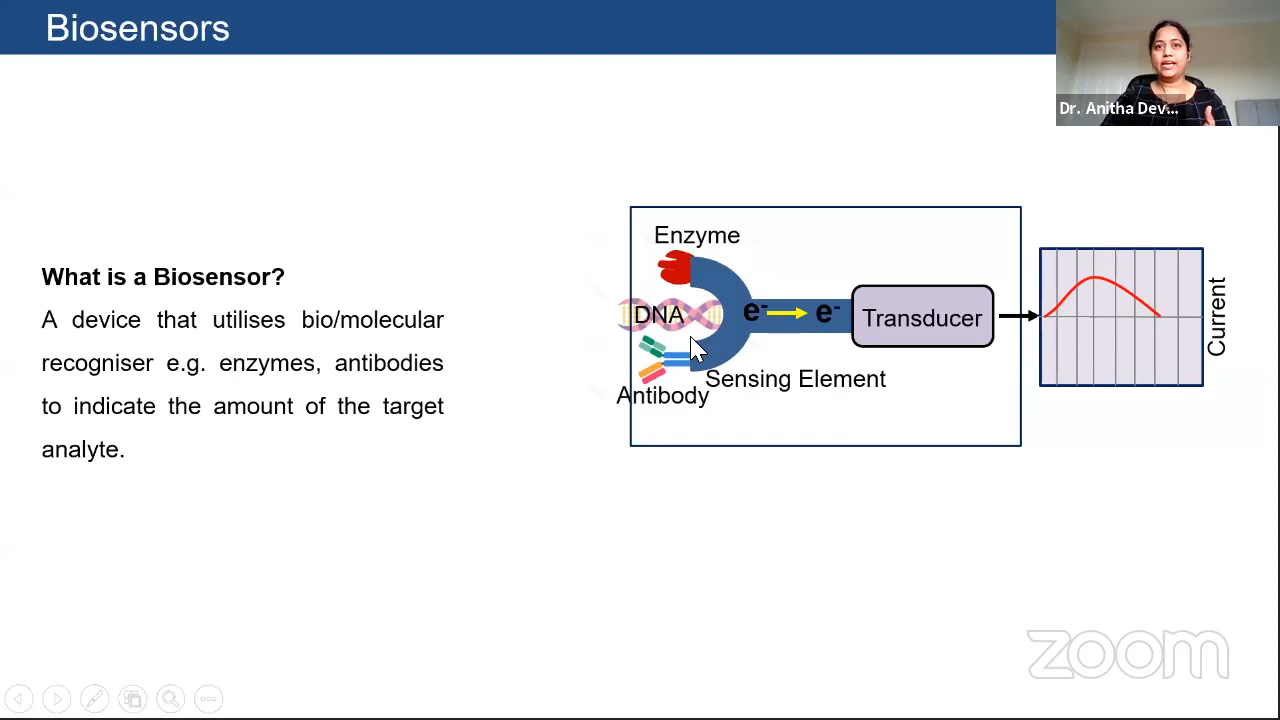 Biosensors
Dr. Anitha Dev...
What is a Biosensor?
A device that utilises bio/molecular
recogniser e.g. enzymes, antibodies
to indicate the amount of the target
analyte.
Enzyme
DNA
Antibody
e-
e-
Sensing Element
Transducer
Current
zoom